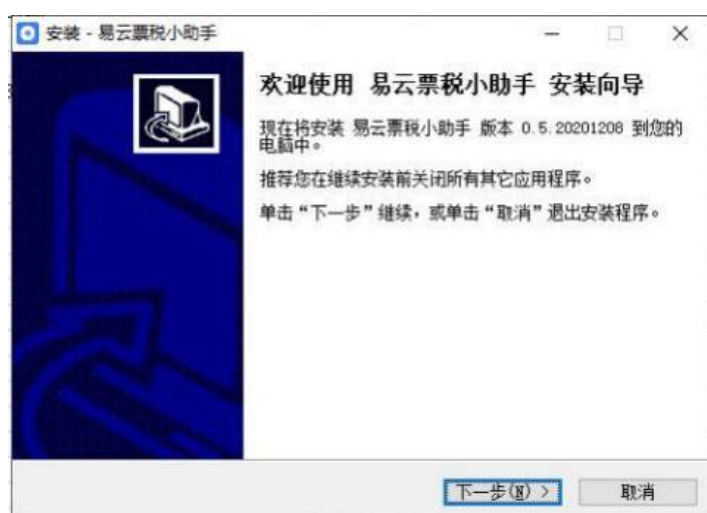 安装 - 易云票税小助手
欢迎使用 易云票税小助手 安装向导
现在将安装 易云票税小助手 版本 0.5.20201208 到您的
电脑中。
推荐您在继续安装前关闭所有其它应用程序。
单击“下一步”继续，或单击“取消”退出安装程序。
下一步(N) >
取消